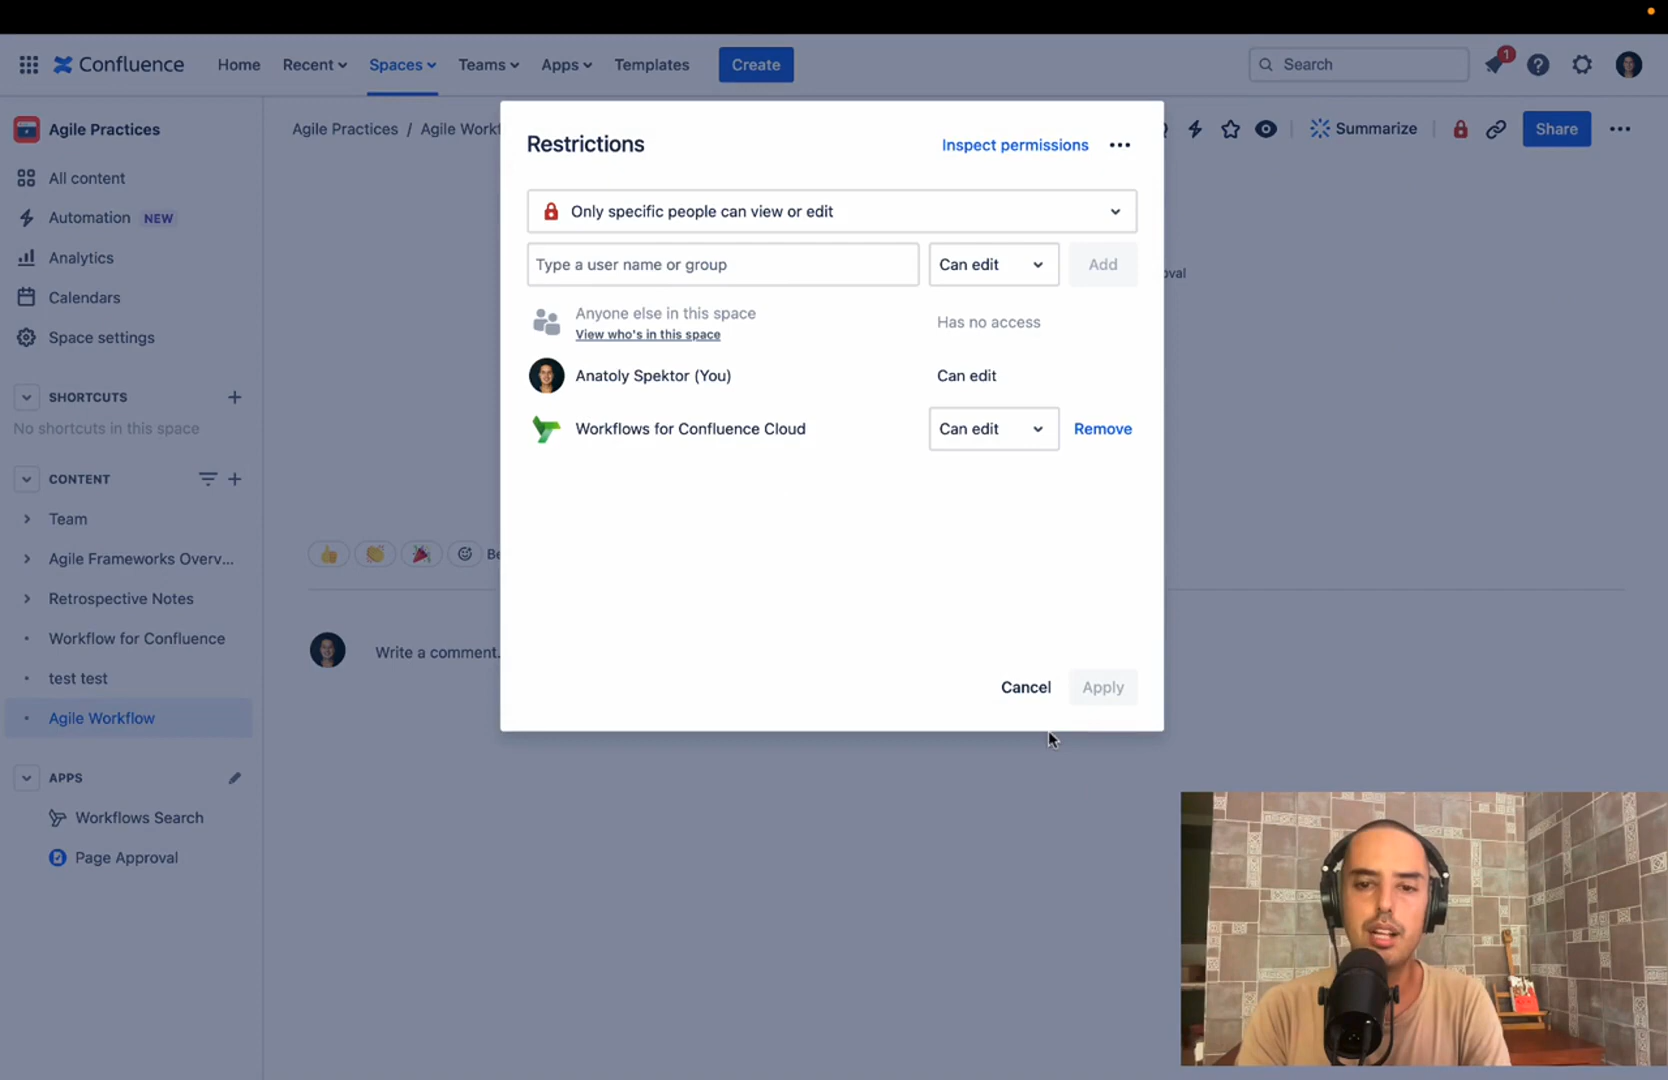 Confluence
Home
Recent
Spaces
Teams
Apps
Templates
Create
Search
1
Agile Practices
All content
Automation NEW
Analytics
Calendars
Space settings
SHORTCUTS
No shortcuts in this space
CONTENT
Team
Agile Frameworks Overv...
Retrospective Notes
Workflow for Confluence
test test
Agile Workflow
APPS
Workflows Search
Page Approval
Agile Practices / Agile Workf
Summarize
Share
Restrictions
Inspect permissions
Only specific people can view or edit
Type a user name or group
Can edit
Add
Anyone else in this space
View who's in this space
Has no access
Anatoly Spektor (You)
Can edit
Workflows for Confluence Cloud
Can edit
Remove
Cancel
Apply
oval
Be
Write a comment.